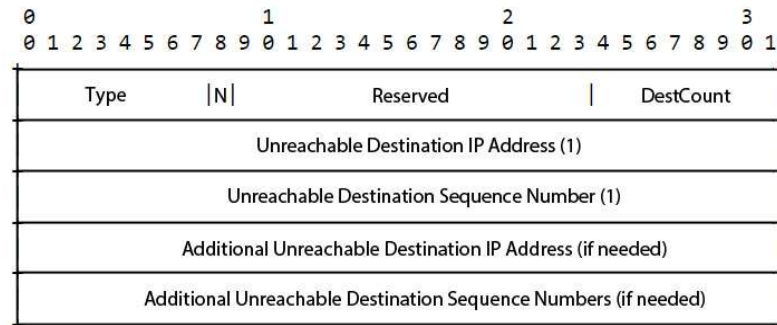 0 1 2 3
0 1 2 3 4 5 6 7 8 9 0 1 2 3 4 5 6 7 8 9 0 1 2 3 4 5 6 7 8 9 0 1
Type |N| Reserved | DestCount
Unreachable Destination IP Address (1)
Unreachable Destination Sequence Number (1)
Additional Unreachable Destination IP Address (if needed)
Additional Unreachable Destination Sequence Numbers (if needed)